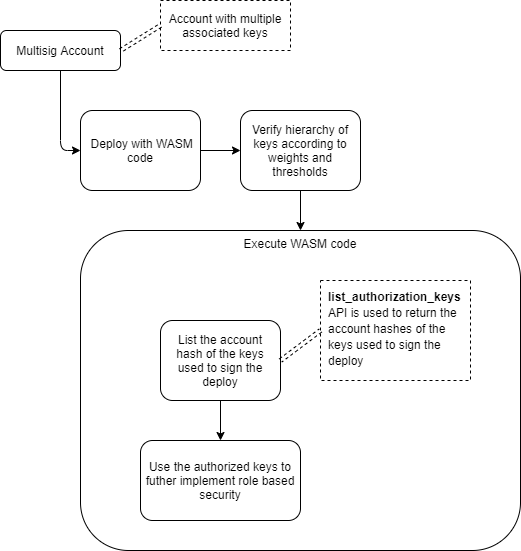 Account with multiple
associated keys
Multisig Account
Deploy with WASM
code
Verify hierarchy of
keys according to
weights and
thresholds
Execute WASM code
list_authorization_keys
API is used to return the
account hashes of the
keys used to sign the
deploy
List the account
hash of the keys
used to sign the
deploy
Use the authorized keys to
futher implement role based
security